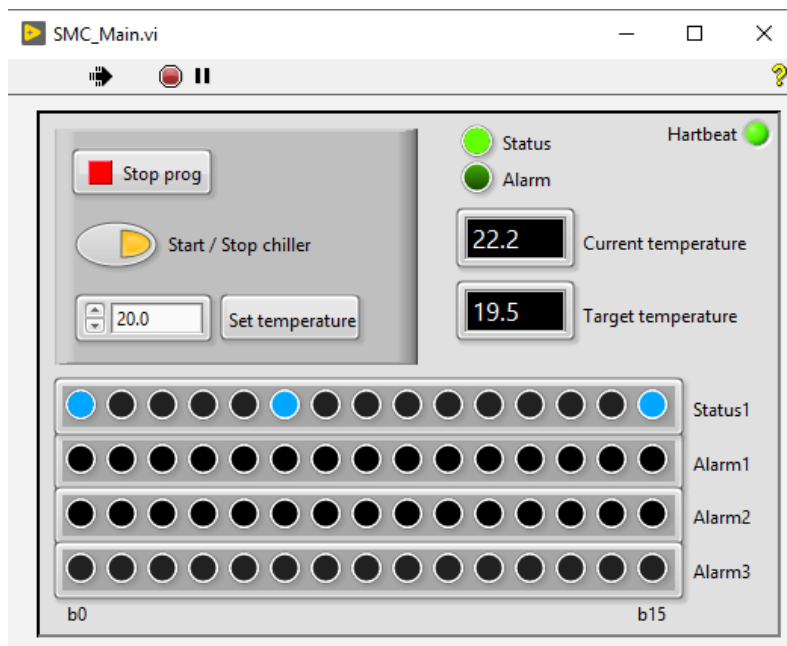 SMC_Main.vi
Stop prog
Start / Stop chiller
20.0 Set temperature
Status
Alarm
Hartbeat
22.2 Current temperature
19.5 Target temperature
Status1
Alarm1
Alarm2
Alarm3
b0 b15